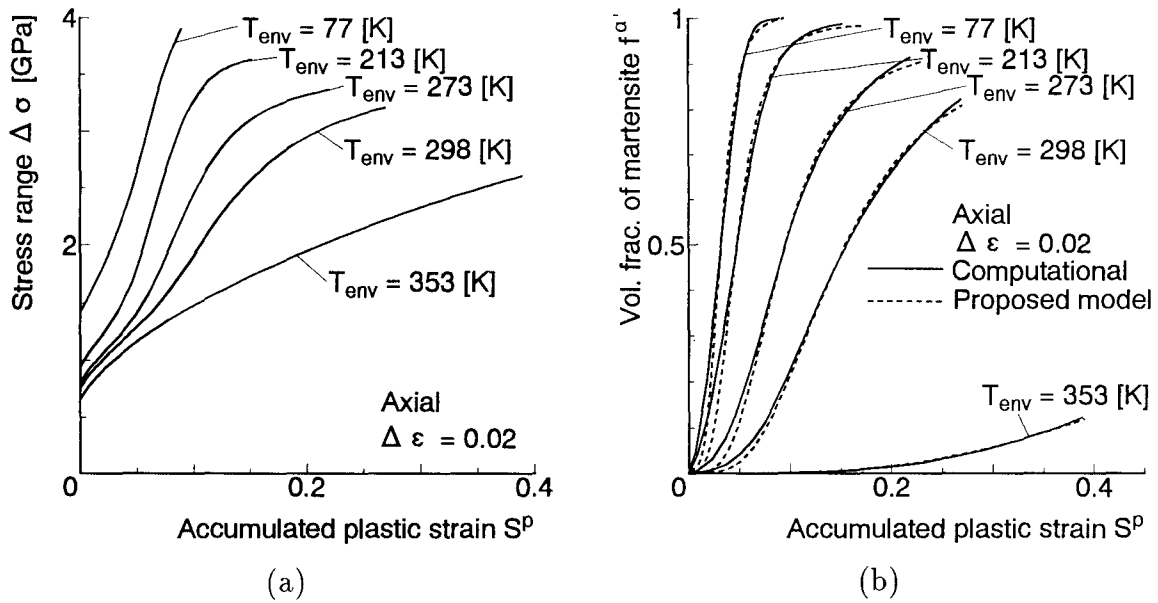 Stress range Δ σ [GPa]
4
2
0
0.2
0.4
T_env = 77 [K]
T_env = 213 [K]
T_env = 273 [K]
T_env = 298 [K]
T_env = 353 [K]
Axial
Δ ε = 0.02
Accumulated plastic strain S^p
(a)
Vol. frac. of martensite f^α'
1
0.5
0
0.2
0.4
T_env = 77 [K]
T_env = 213 [K]
T_env = 273 [K]
T_env = 298 [K]
Axial
Δ ε = 0.02
Computational
Proposed model
T_env = 353 [K]
Accumulated plastic strain S^p
(b)